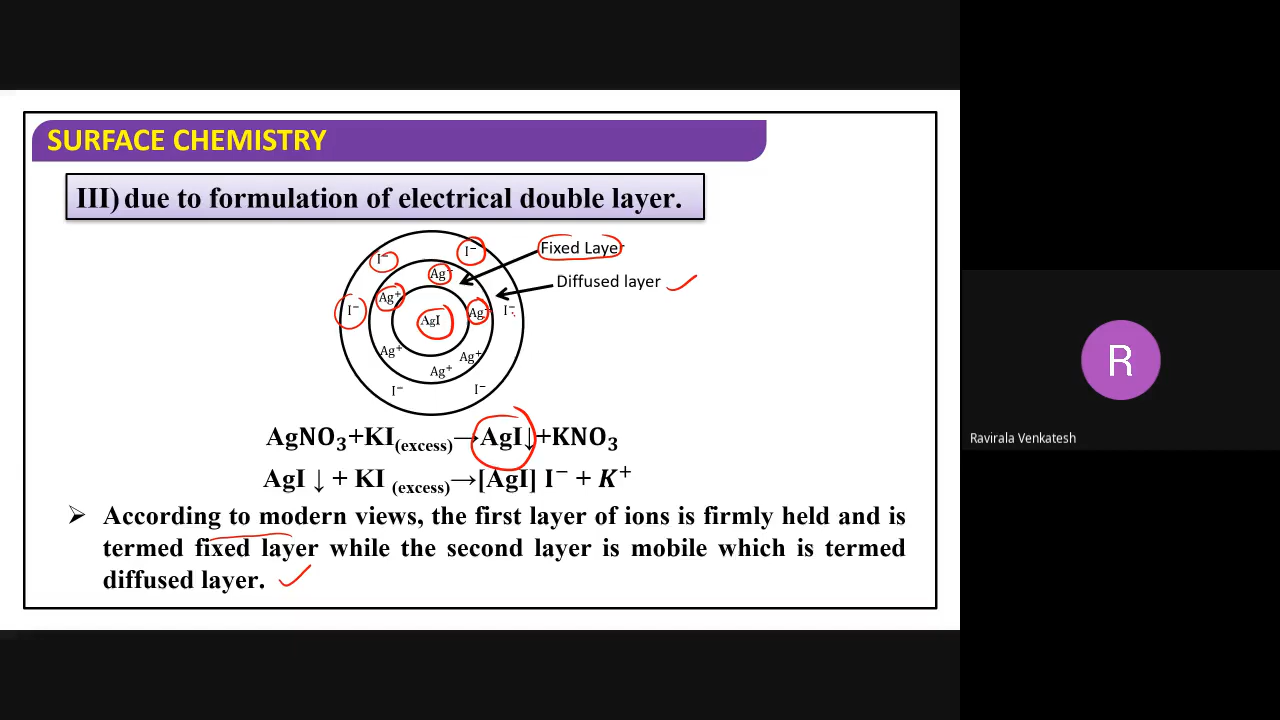 SURFACE CHEMISTRY
III) due to formulation of electrical double layer.
I⁻ I⁻ Fixed Layer
Ag⁺
Diffused layer
Ag⁺
I⁻ Ag⁺ I⁻
AgI
Ag⁺ Ag⁺
Ag⁺
I⁻ I⁻
AgNO₃+KI₍ₑₓcₑₛₛ₎→AgI↓+KNO₃
AgI ↓ + KI (excess)→[AgI] I⁻ + K⁺
➢ According to modern views, the first layer of ions is firmly held and is
termed fixed layer while the second layer is mobile which is termed
diffused layer.
R
Ravirala Venkatesh